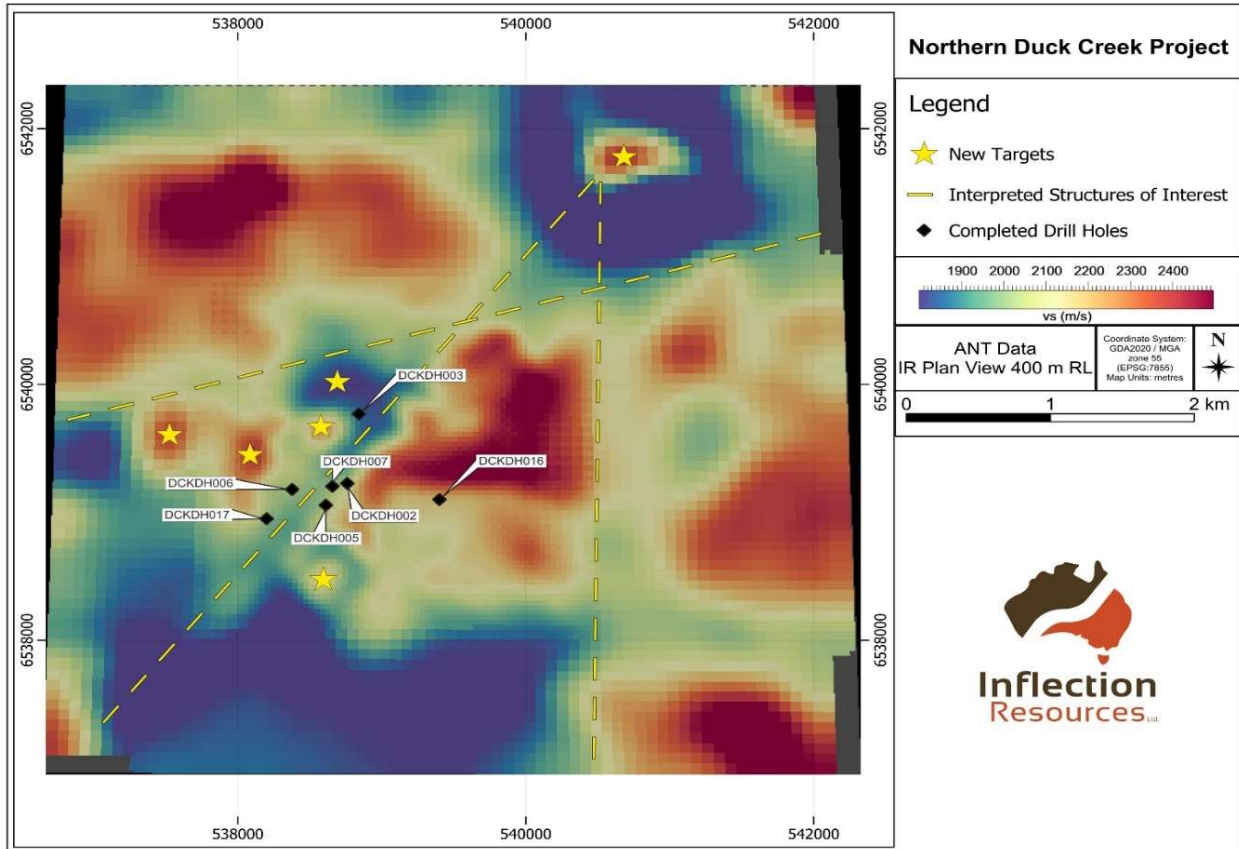 538000 540000 542000
6542000 6542000
6540000 6540000
DCKDH003
DCKDH007
DCKDH016
DCKDH006
DCKDH017
DCKDH002
DCKDH005
6538000 6538000
538000 540000 542000
Northern Duck Creek Project
Legend
New Targets
Interpreted Structures of Interest
Completed Drill Holes
1900 2000 2100 2200 2300 2400
vs (m/s)
ANT Data
IR Plan View 400 m RL
Coordinate System:
GDA2020 / MGA
zone 55
(EPSG:7855)
Map Units: metres
N
0 1 2 km
Inflection
Resources Ltd.